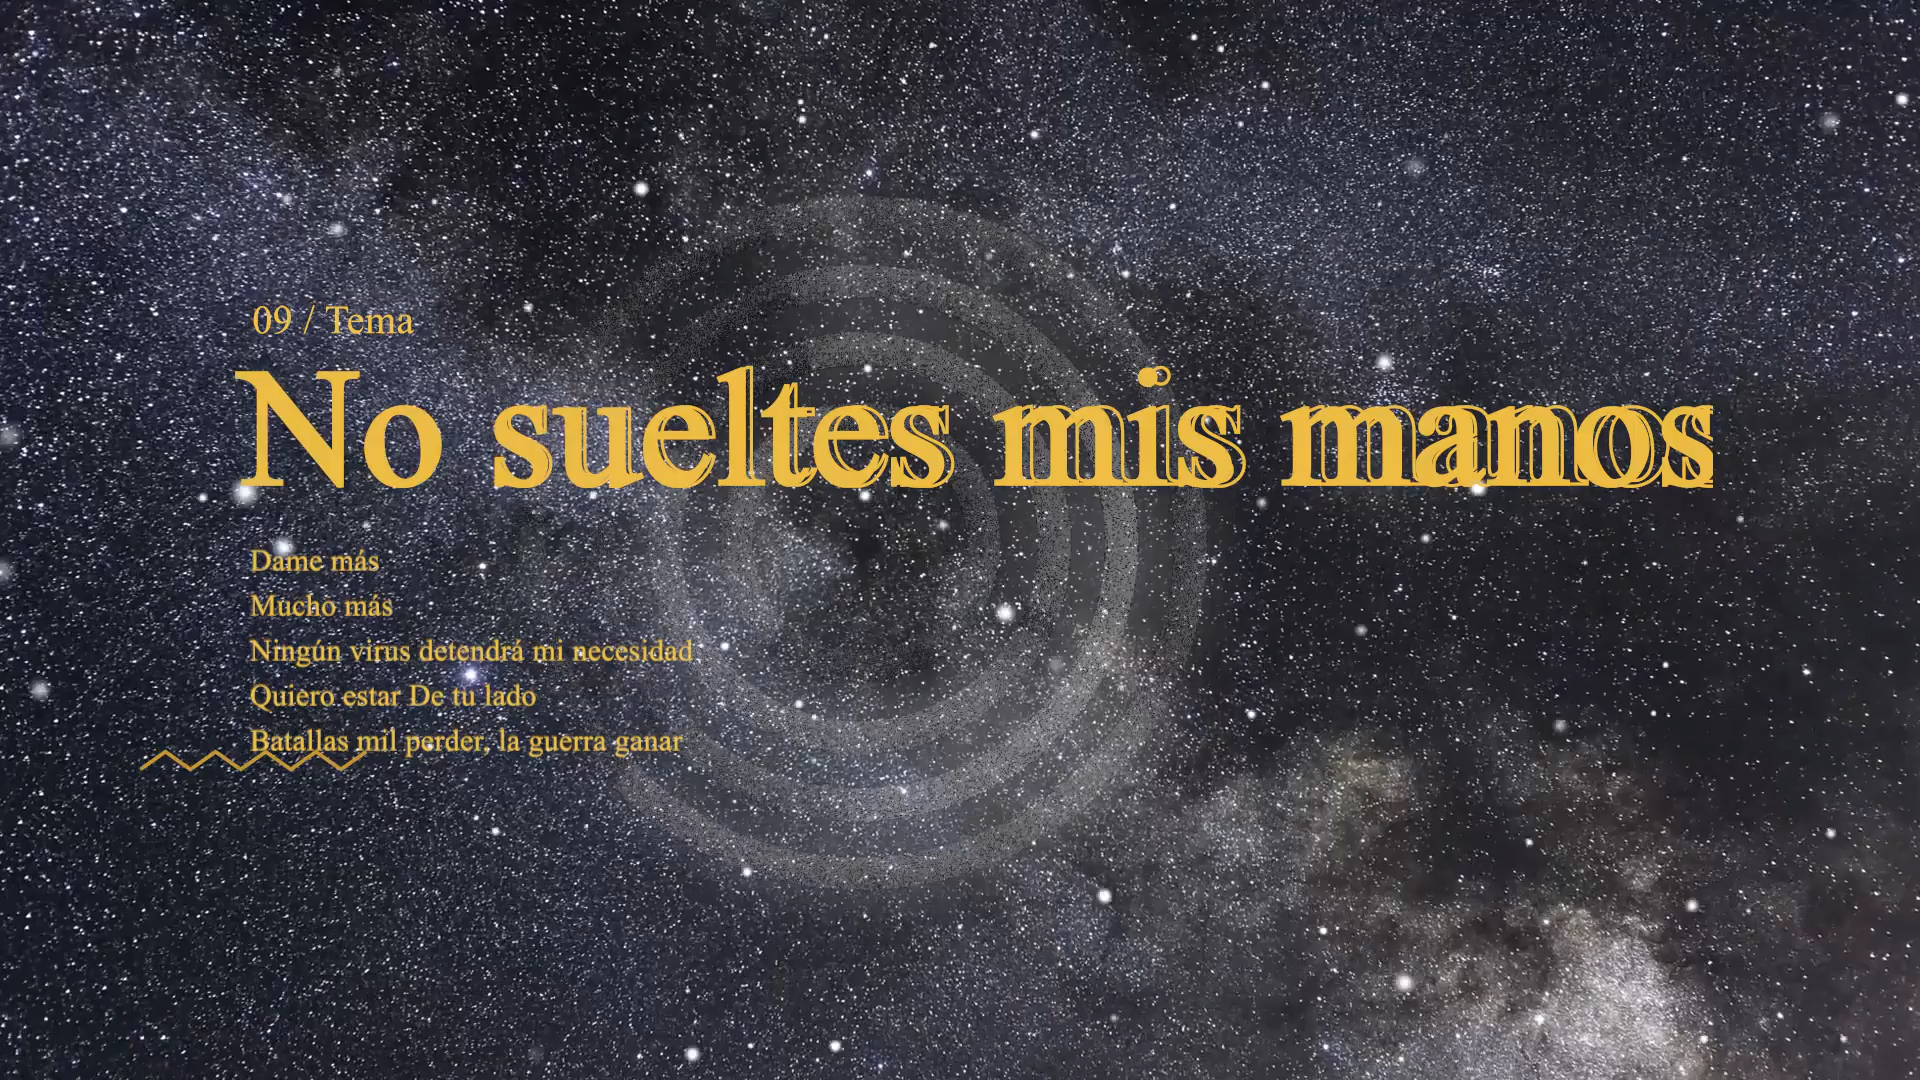 09 / Tema
No sueltes mis manos
Dame más
Mucho más
Ningún virus detendrá mi necesidad
Quiero estar De tu lado
Batallas mil perder, la guerra ganar